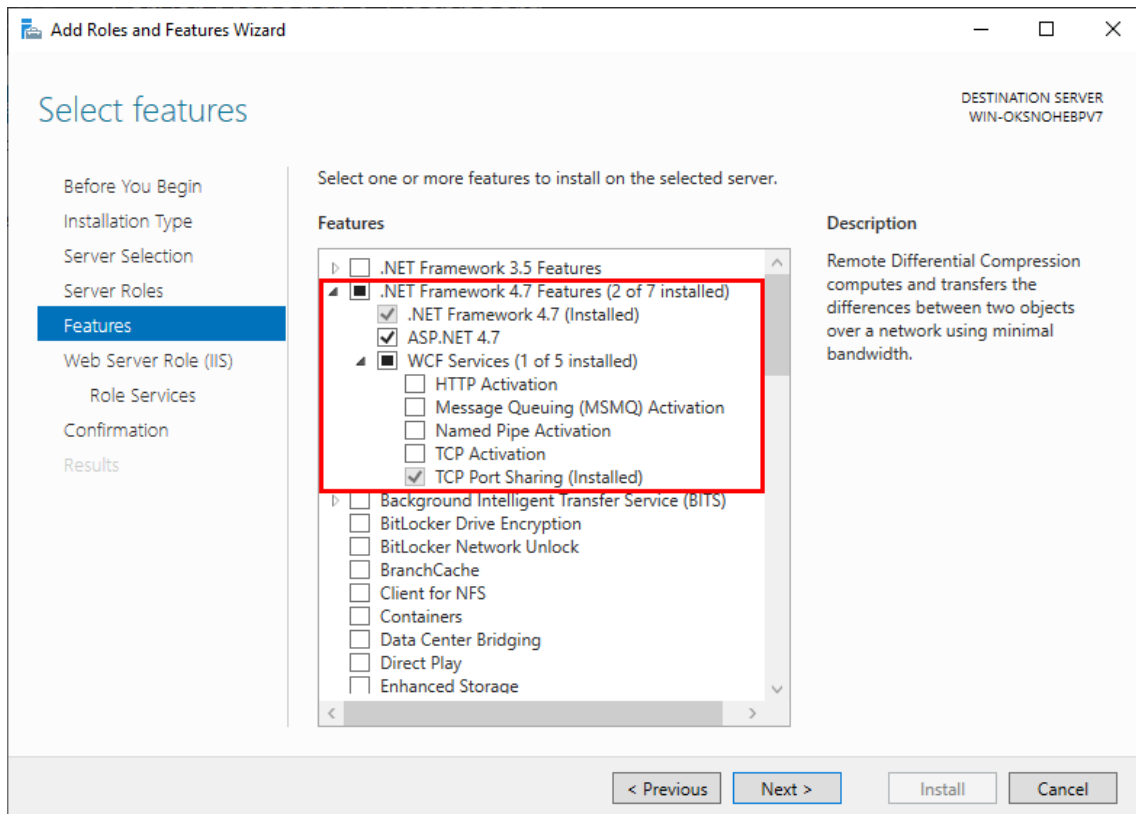 Add Roles and Features Wizard
Select features
DESTINATION SERVER
WIN-OKSNOHEBPV7
Before You Begin
Installation Type
Server Selection
Server Roles
Features
Web Server Role (IIS)
Role Services
Confirmation
Results
Select one or more features to install on the selected server.
Features
.NET Framework 3.5 Features
.NET Framework 4.7 Features (2 of 7 installed)
.NET Framework 4.7 (Installed)
ASP.NET 4.7
WCF Services (1 of 5 installed)
HTTP Activation
Message Queuing (MSMQ) Activation
Named Pipe Activation
TCP Activation
TCP Port Sharing (Installed)
Background Intelligent Transfer Service (BITS)
BitLocker Drive Encryption
BitLocker Network Unlock
BranchCache
Client for NFS
Containers
Data Center Bridging
Direct Play
Enhanced Storage
Description
Remote Differential Compression
computes and transfers the
differences between two objects
over a network using minimal
bandwidth.
< Previous
Next >
Install
Cancel